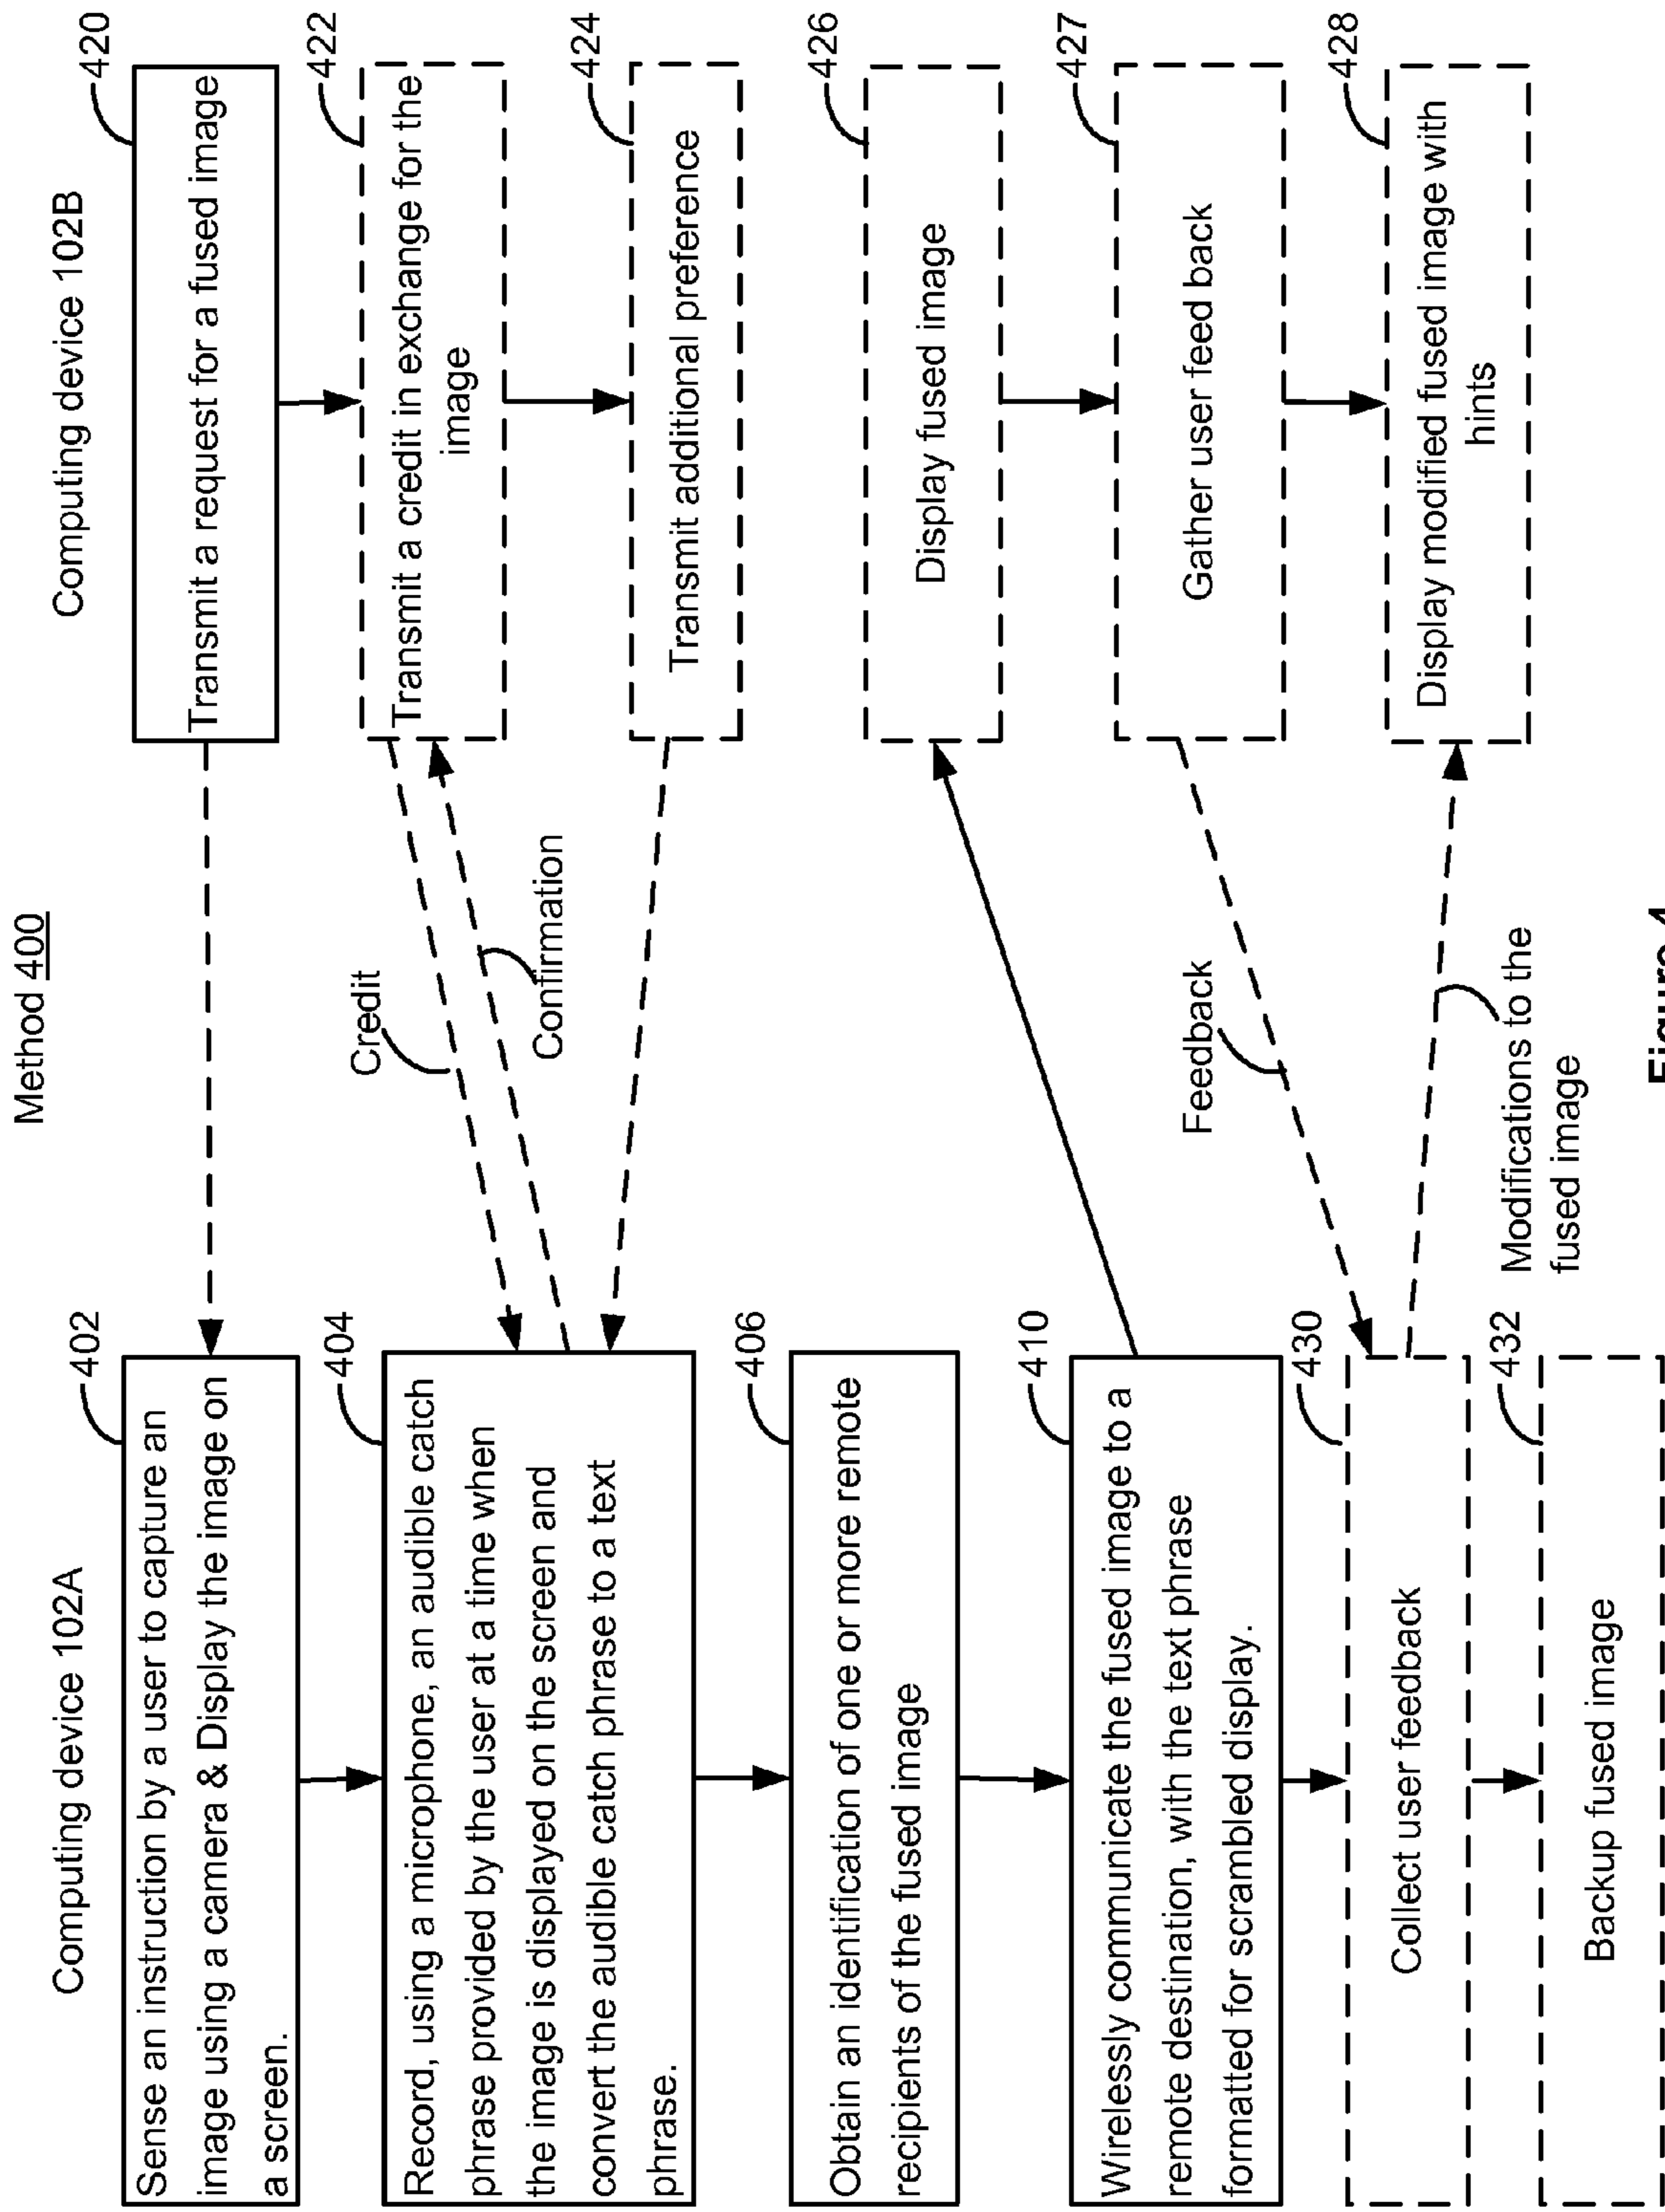 Method 400
Computing device 102A
Computing device 102B
402
Sense an instruction by a user to capture an
image using a camera & Display the image on
a screen.
404
Record, using a microphone, an audible catch
phrase provided by the user at a time when
the image is displayed on the screen and
convert the audible catch phrase to a text
phrase.
406
Obtain an identification of one or more remote
recipients of the fused image
410
Wirelessly communicate the fused image to a
remote destination, with the text phrase
formatted for scrambled display.
430
Collect user feedback
432
Backup fused image
Credit
Confirmation
Feedback
Modifications to the
fused image
420
Transmit a request for a fused image
422
Transmit a credit in exchange for the
image
424
Transmit additional preference
426
Display fused image
427
Gather user feed back
428
Display modified fused image with
hints
Figure 4